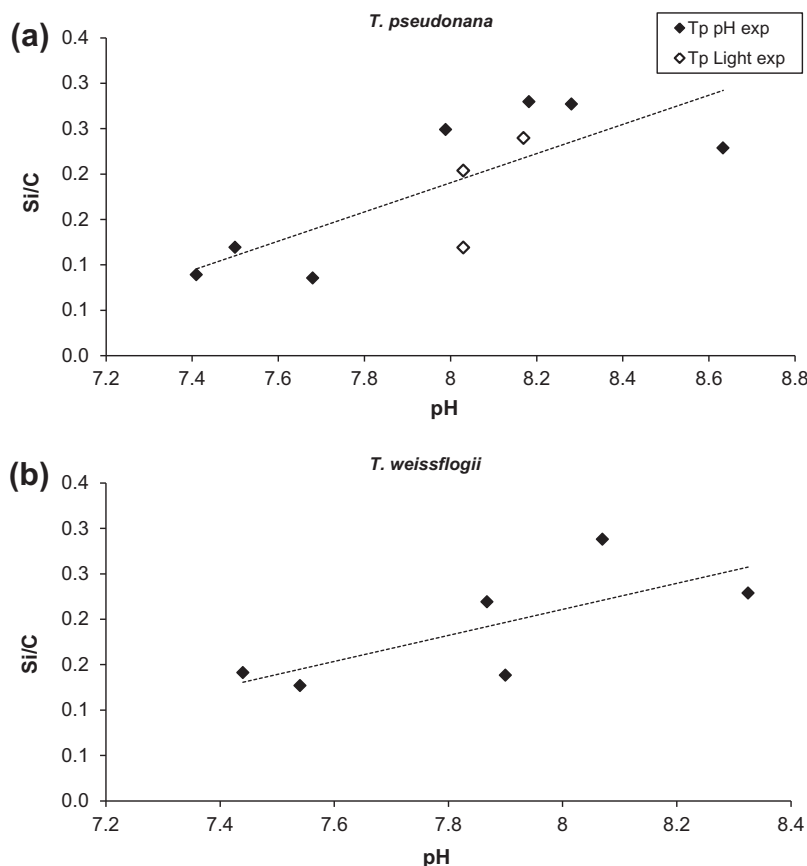 (a)
T. pseudonana
Tp pH exp
Tp Light exp
0.4
0.3
0.3
0.2
0.2
0.1
0.1
0.0
Si/C
7.2 7.4 7.6 7.8 8 8.2 8.4 8.6 8.8
pH
(b)
T. weissflogii
0.4
0.3
0.3
0.2
0.2
0.1
0.1
0.0
Si/C
7.2 7.4 7.6 7.8 8 8.2 8.4
pH